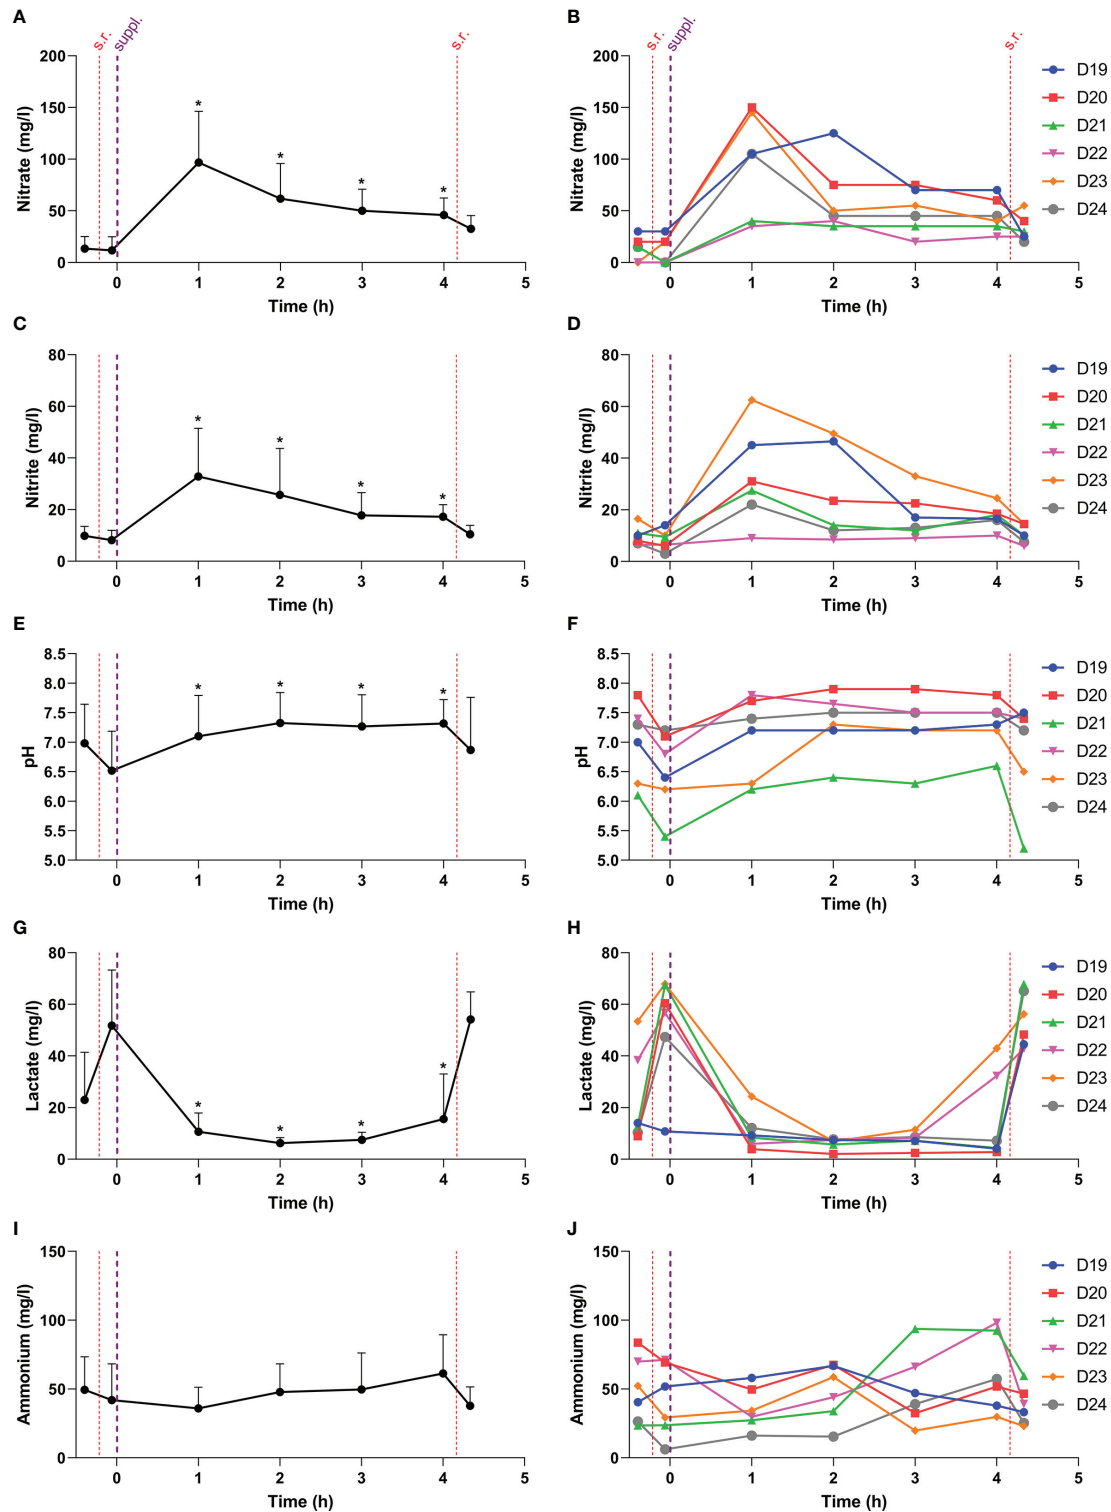 A
s.r.
suppl.
s.r.
Nitrate (mg/l)
200
150
100
50
0
*
*
*
*
0
1
2
3
4
5
Time (h)
B
s.r.
suppl.
s.r.
Nitrate (mg/l)
200
150
100
50
0
0
1
2
3
4
5
Time (h)
D19
D20
D21
D22
D23
D24
C
Nitrite (mg/l)
80
60
40
20
0
*
*
*
*
0
1
2
3
4
5
Time (h)
D
Nitrite (mg/l)
80
60
40
20
0
0
1
2
3
4
5
Time (h)
D19
D20
D21
D22
D23
D24
E
pH
8.5
8.0
7.5
7.0
6.5
6.0
5.5
5.0
*
*
*
*
0
1
2
3
4
5
Time (h)
F
pH
8.5
8.0
7.5
7.0
6.5
6.0
5.5
5.0
0
1
2
3
4
5
Time (h)
D19
D20
D21
D22
D23
D24
G
Lactate (mg/l)
80
60
40
20
0
*
*
*
*
0
1
2
3
4
5
Time (h)
H
Lactate (mg/l)
80
60
40
20
0
0
1
2
3
4
5
Time (h)
D19
D20
D21
D22
D23
D24
I
Ammonium (mg/l)
150
100
50
0
0
1
2
3
4
5
Time (h)
J
Ammonium (mg/l)
150
100
50
0
0
1
2
3
4
5
Time (h)
D19
D20
D21
D22
D23
D24